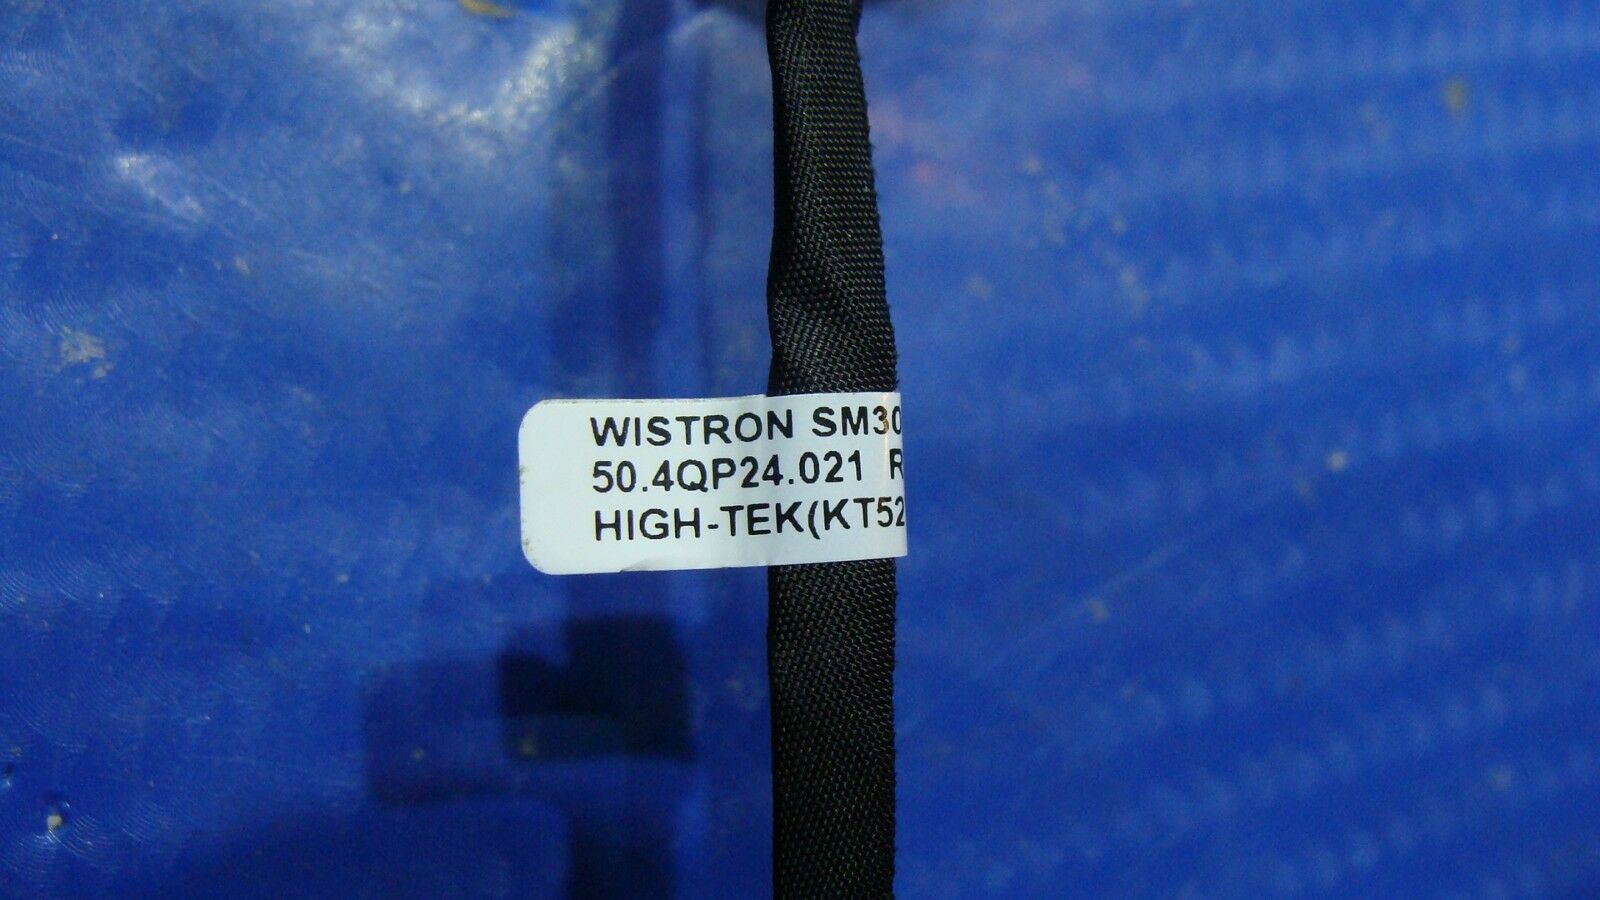 WISTRON SM30
50.4QP24.021 R
HIGH-TEK(KT52